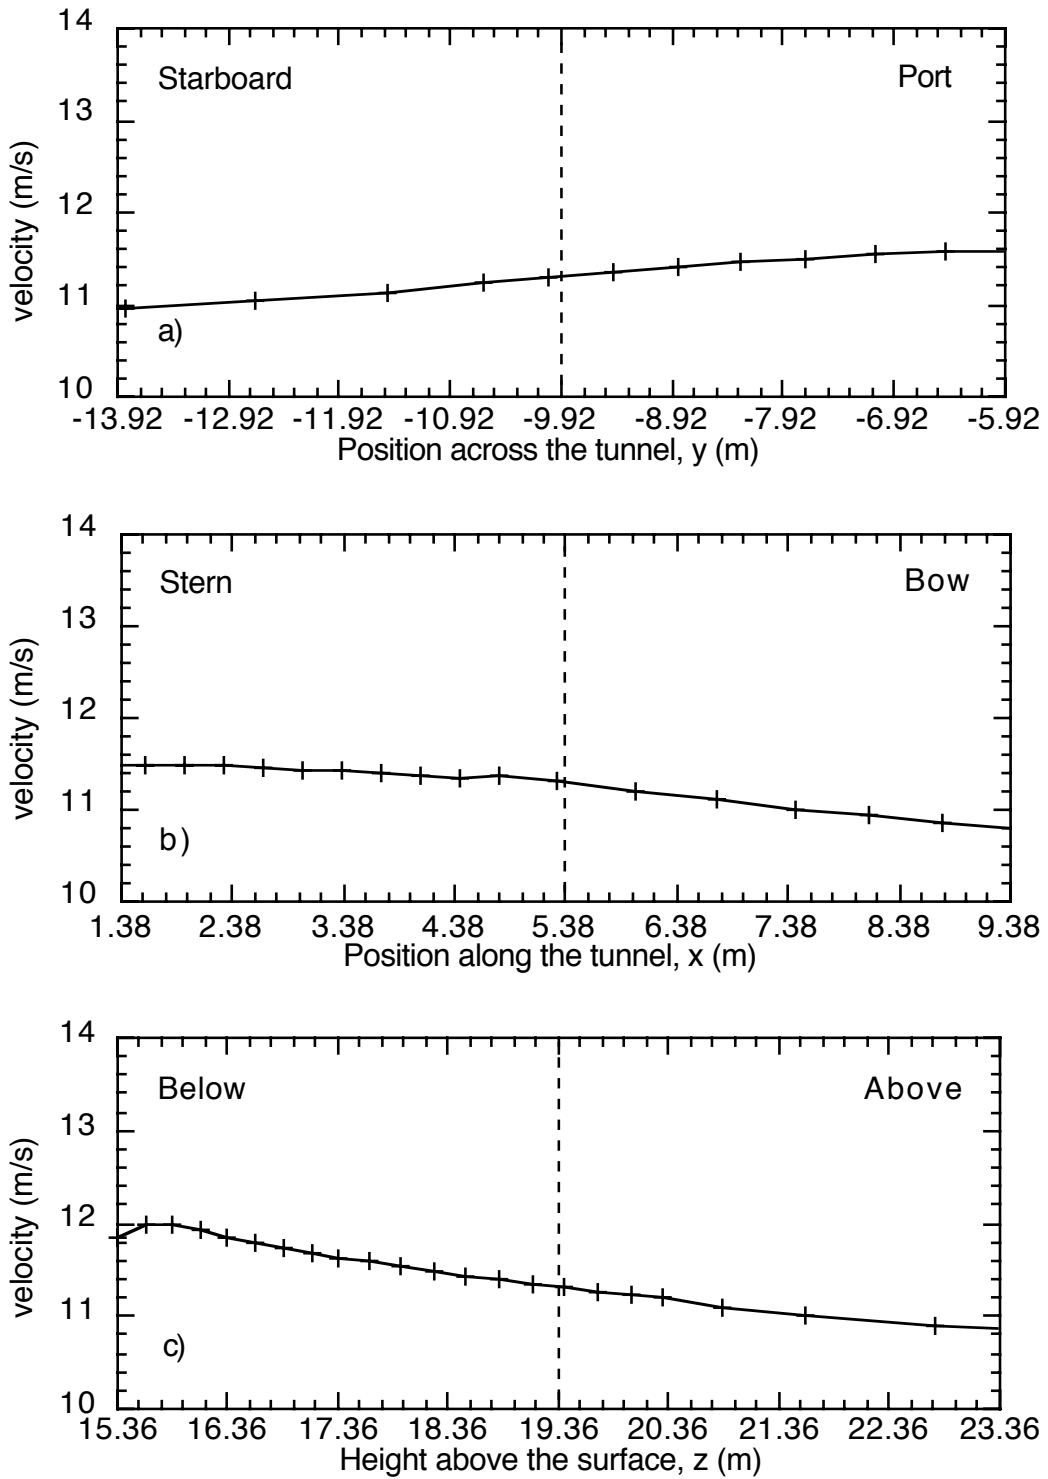 14
Starboard Port
13
12
11
a)
10
velocity (m/s)
-13.92 -12.92 -11.92 -10.92 -9.92 -8.92 -7.92 -6.92 -5.92
Position across the tunnel, y (m)
14
Stern Bow
13
12
11
b)
10
velocity (m/s)
1.38 2.38 3.38 4.38 5.38 6.38 7.38 8.38 9.38
Position along the tunnel, x (m)
14
Below Above
13
12
11
c)
10
velocity (m/s)
15.36 16.36 17.36 18.36 19.36 20.36 21.36 22.36 23.36
Height above the surface, z (m)